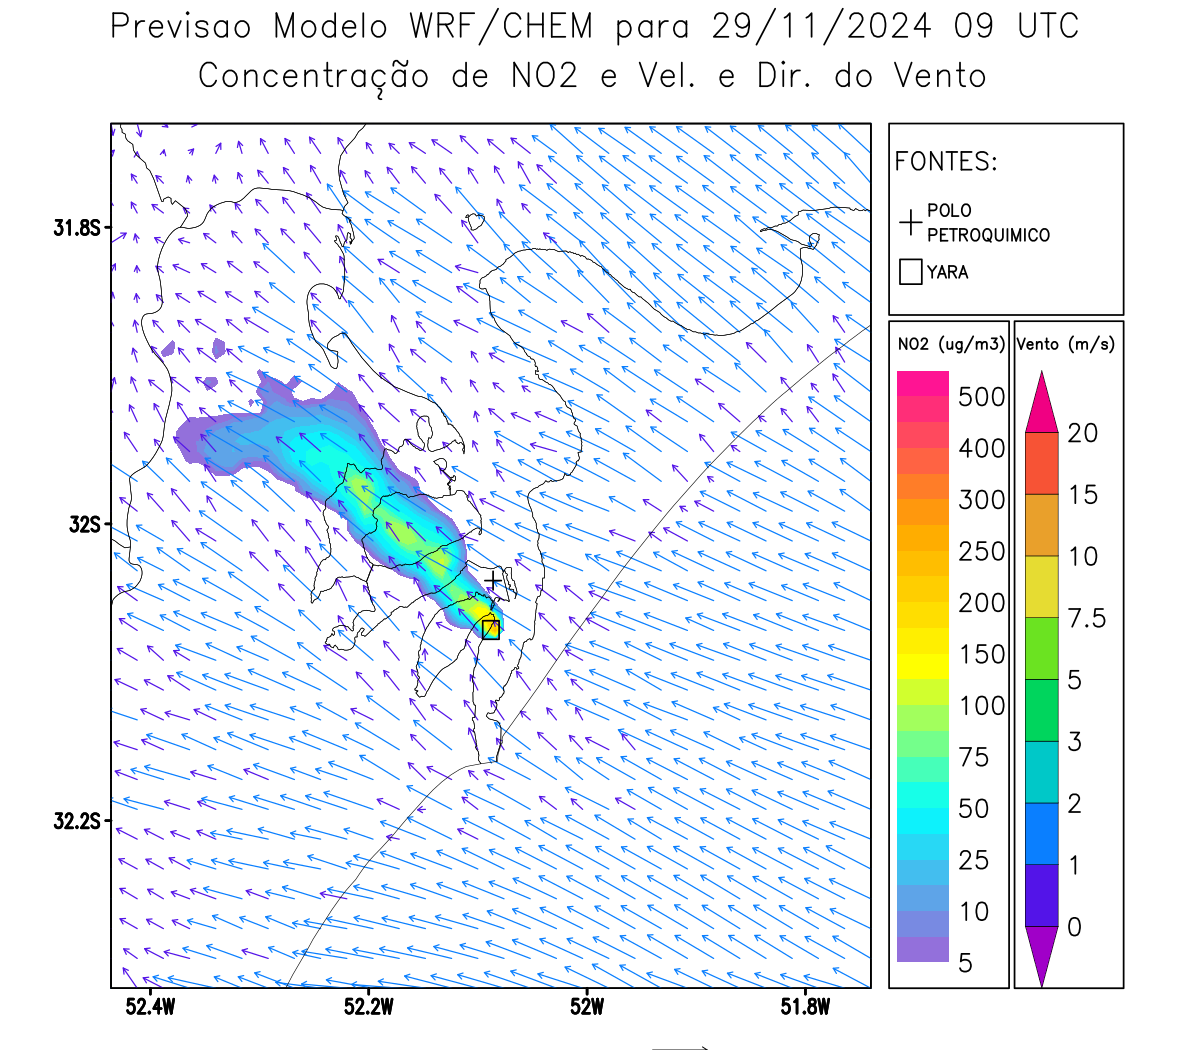 Previsao Modelo WRF/CHEM para 29/11/2024 09 UTC
Concentração de NO2 e Vel. e Dir. do Vento
FONTES:
POLO
PETROQUIMICO
YARA
31.8S
32S
32.2S
52.4W
52.2W
52W
51.8W
NO2 (ug/m3)
500
400
300
250
200
150
100
75
50
25
10
5
Vento (m/s)
20
15
10
7.5
5
3
2
1
0